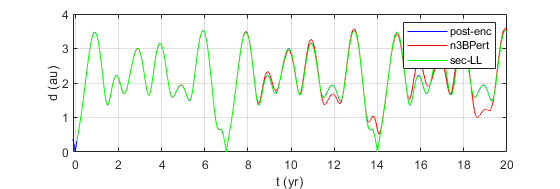 4
3
2
1
0
d (au)
post-enc
n3BPert
sec-LL
0 2 4 6 8 10 12 14 16 18 20
t (yr)